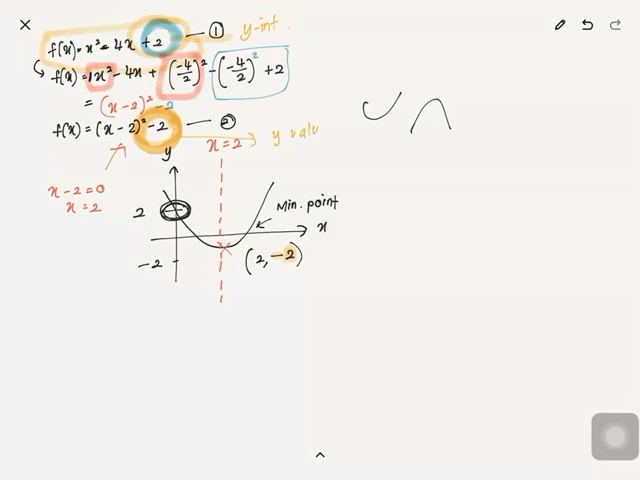 f(x) = x² - 4x + 2 — ① y-int
f(x) = 1x² - 4x + (-4/2)² - (-4/2)² + 2
= (x - 2)² - 2
f(x) = (x - 2)² - 2 — ② → y valu
x - 2 = 0
x = 2
x = 2
y
2
Min. point
x
-2
(2, -2)